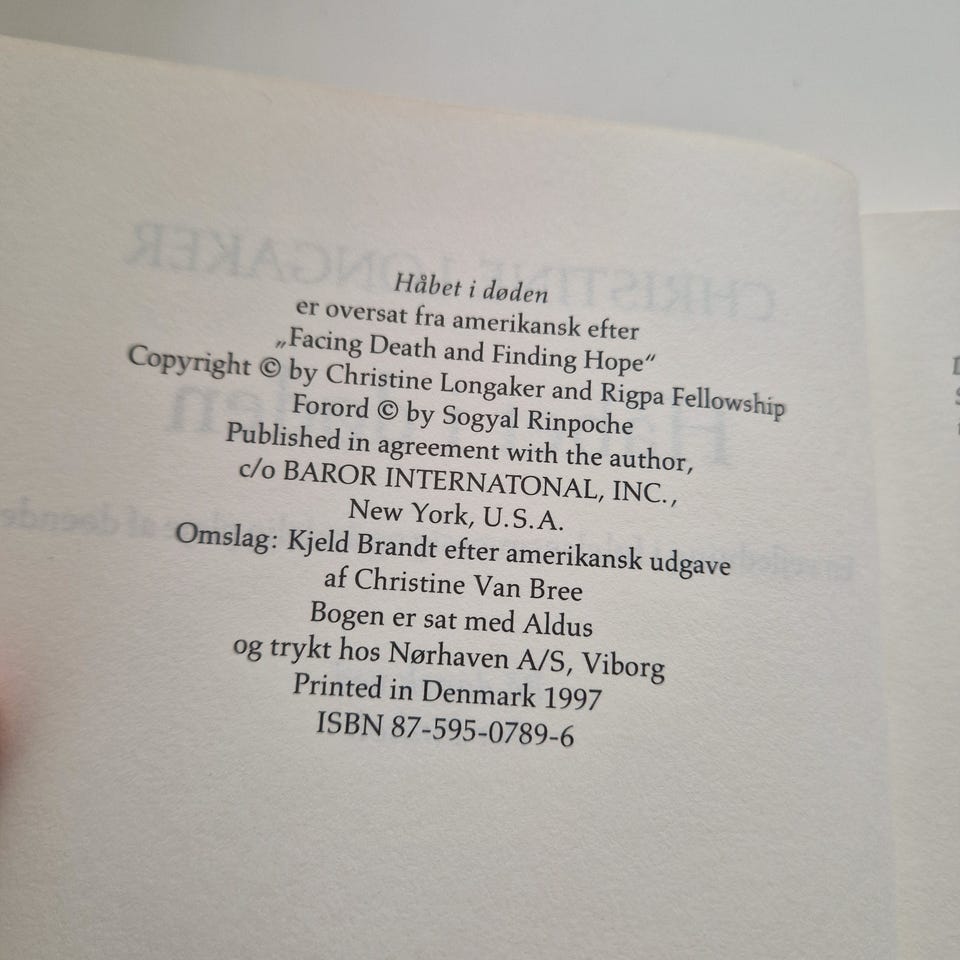 Håbet i døden
er oversat fra amerikansk efter
„Facing Death and Finding Hope“
Copyright © by Christine Longaker and Rigpa Fellowship
Forord © by Sogyal Rinpoche
Published in agreement with the author,
c/o BAROR INTERNATONAL, INC.,
New York, U.S.A.
Omslag: Kjeld Brandt efter amerikansk udgave
af Christine Van Bree
Bogen er sat med Aldus
og trykt hos Nørhaven A/S, Viborg
Printed in Denmark 1997
ISBN 87-595-0789-6
CHRISTINE LONGAKER